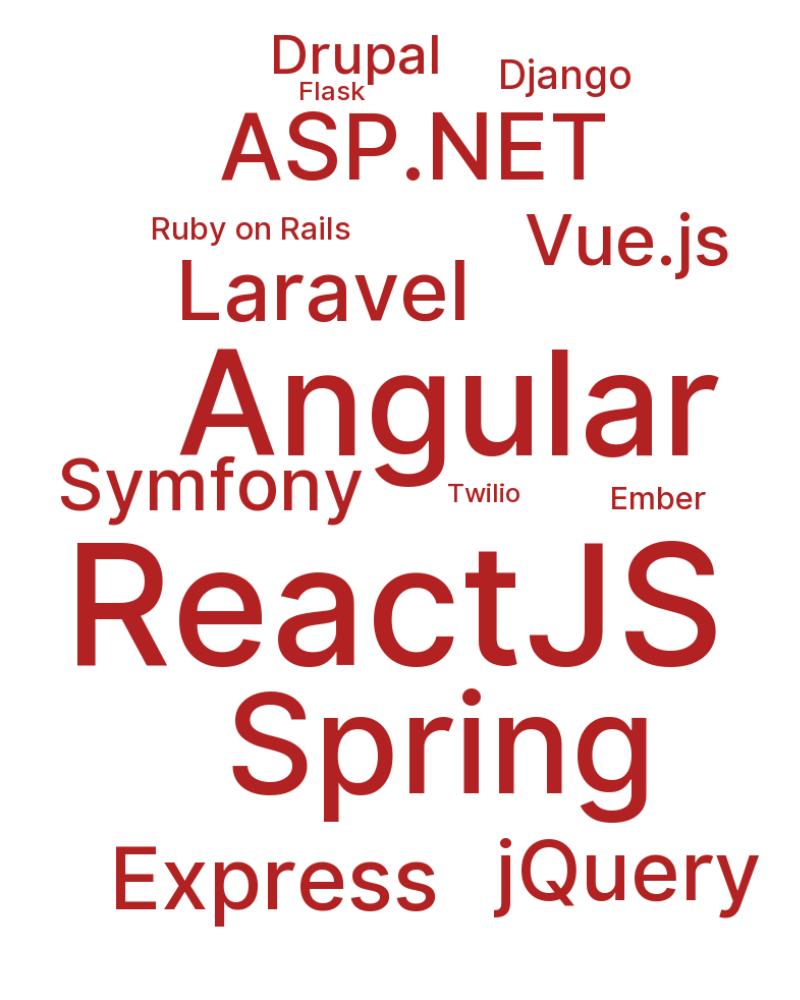 Drupal
Django
Flask
ASP.NET
Ruby on Rails
Vue.js
Laravel
Angular
Symfony
Twilio
Ember
ReactJS
Spring
Express
jQuery